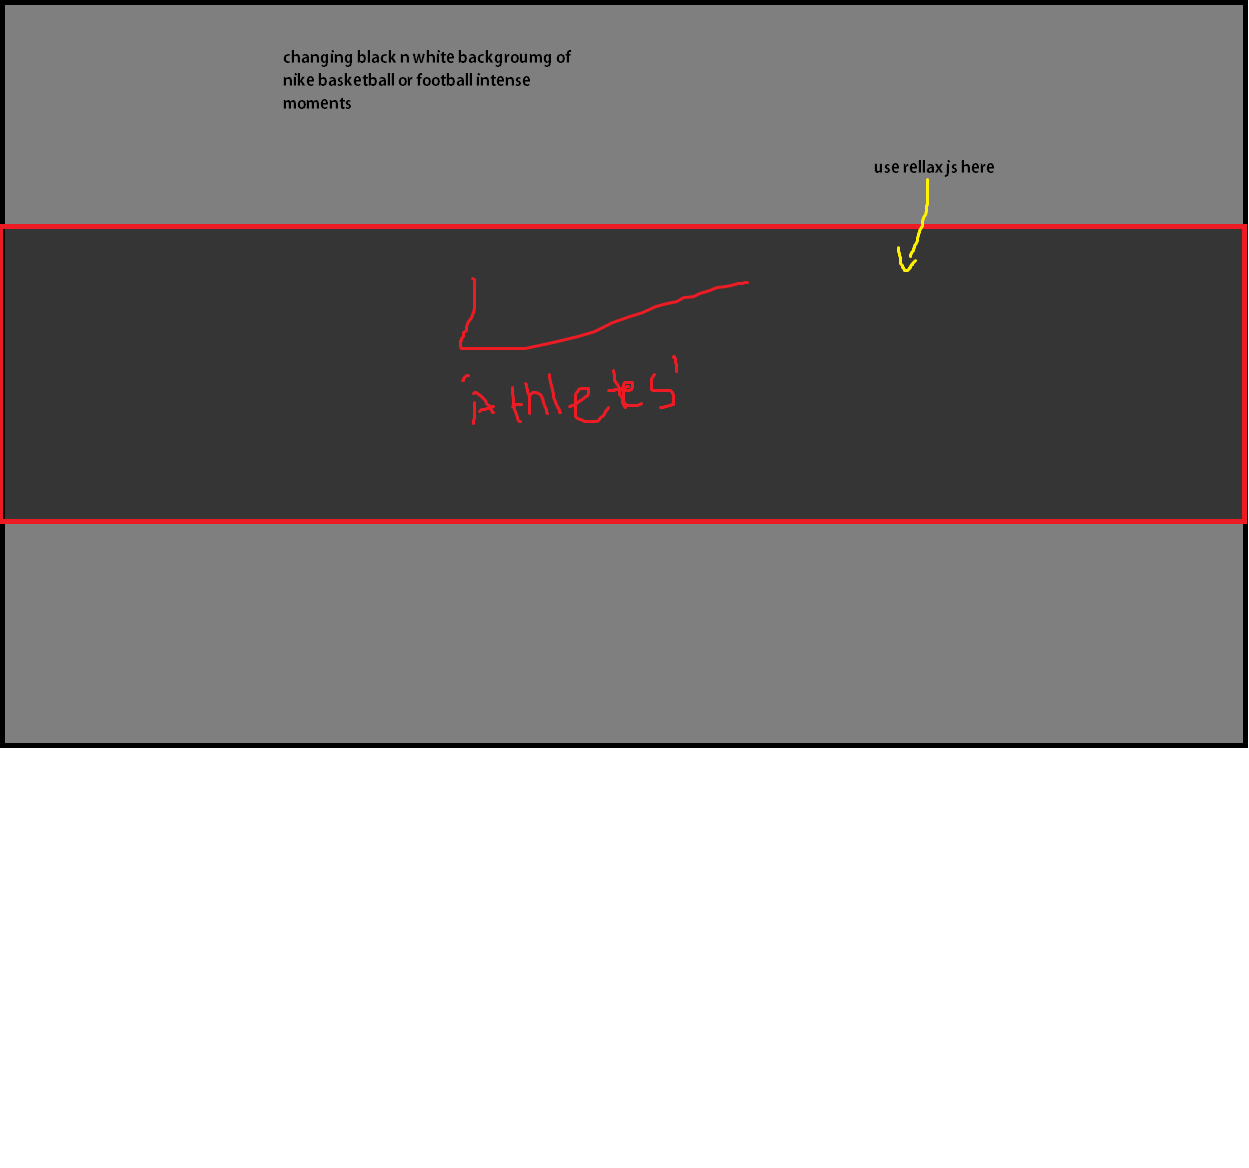 changing black n white backgroumg of
nike basketball or football intense
moments
use rellax js here
'Athletes'